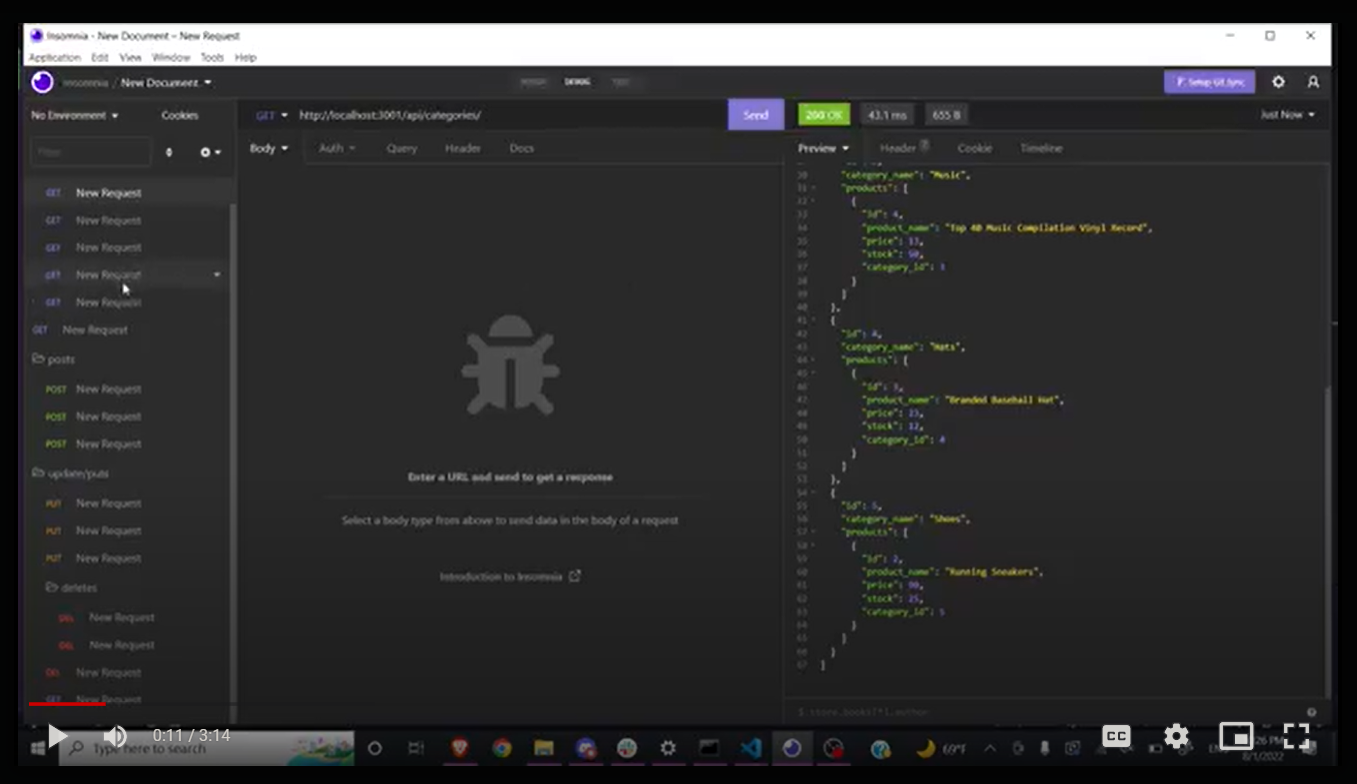 Insomnia - New Document – New Request
Application Edit View Window Tools Help
Insomnia / New Document DEBUG Setup Git Sync
No Environment Cookies
GET http://localhost:3001/api/categories/ Send
200 OK 43.1 ms 655 B Just Now
Filter
Body Auth Query Header Docs
Preview Header Cookie Timeline
GET New Request
GET New Request
GET New Request
GET New Request
GET New Request
GET New Request
posts
POST New Request
POST New Request
POST New Request
update/puts
PUT New Request
PUT New Request
PUT New Request
deletes
DEL New Request
DEL New Request
DEL New Request
GET New Request
Enter a URL and send to get a response
Select a body type from above to send data in the body of a request
Introduction to Insomnia
30 "category_name": "Music",
31 "products": [
32 {
33 "id": 4,
34 "product_name": "Top 40 Music Compilation Vinyl Record",
35 "price": 13,
36 "stock": 50,
37 "category_id": 3
38 }
39 ]
40 },
41 {
42 "id": 4,
43 "category_name": "Hats",
44 "products": [
45 {
46 "id": 3,
47 "product_name": "Branded Baseball Hat",
48 "price": 23,
49 "stock": 12,
50 "category_id": 4
51 }
52 ]
53 },
54 {
55 "id": 5,
56 "category_name": "Shoes",
57 "products": [
58 {
59 "id": 2,
60 "product_name": "Running Sneakers",
61 "price": 90,
62 "stock": 25,
63 "category_id": 5
64 }
65 ]
66 }
67 ]
$.store.books[*].author
0:11 / 3:14
CC
Type here to search
69°F
8/1/2022